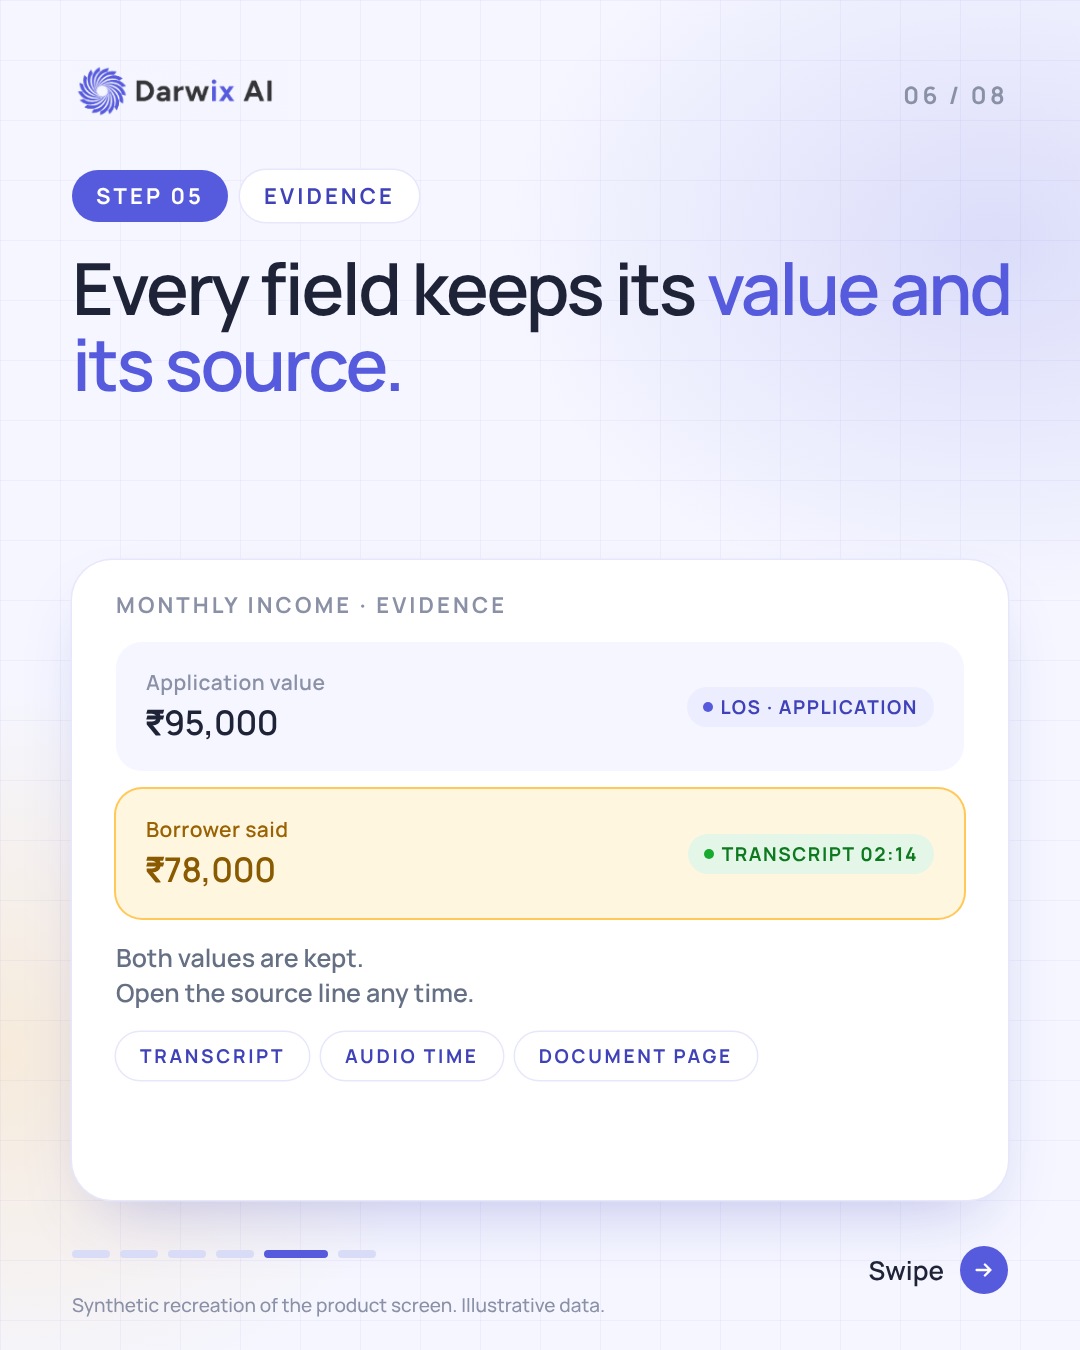 Darwix AI
06 / 08
STEP 05
EVIDENCE
Every field keeps its value and
its source.
MONTHLY INCOME · EVIDENCE
Application value
₹95,000
LOS · APPLICATION
Borrower said
₹78,000
TRANSCRIPT 02:14
Both values are kept.
Open the source line any time.
TRANSCRIPT
AUDIO TIME
DOCUMENT PAGE
Swipe
Synthetic recreation of the product screen. Illustrative data.